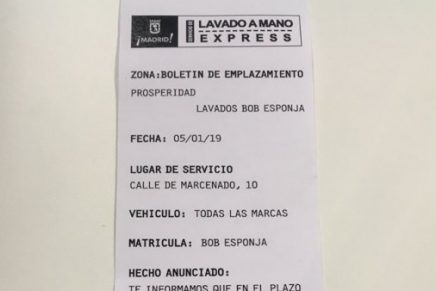 LAVADO A MANO
¡MADRID! EXPRESS
ZONA:BOLETIN DE EMPLAZAMIENTO
PROSPERIDAD
LAVADOS BOB ESPONJA
FECHA: 05/01/19
LUGAR DE SERVICIO
CALLE DE MARCENADO, 10
VEHICULO: TODAS LAS MARCAS
MATRICULA: BOB ESPONJA
HECHO ANUNCIADO:
TE INFORMAMOS QUE EN EL PLAZO